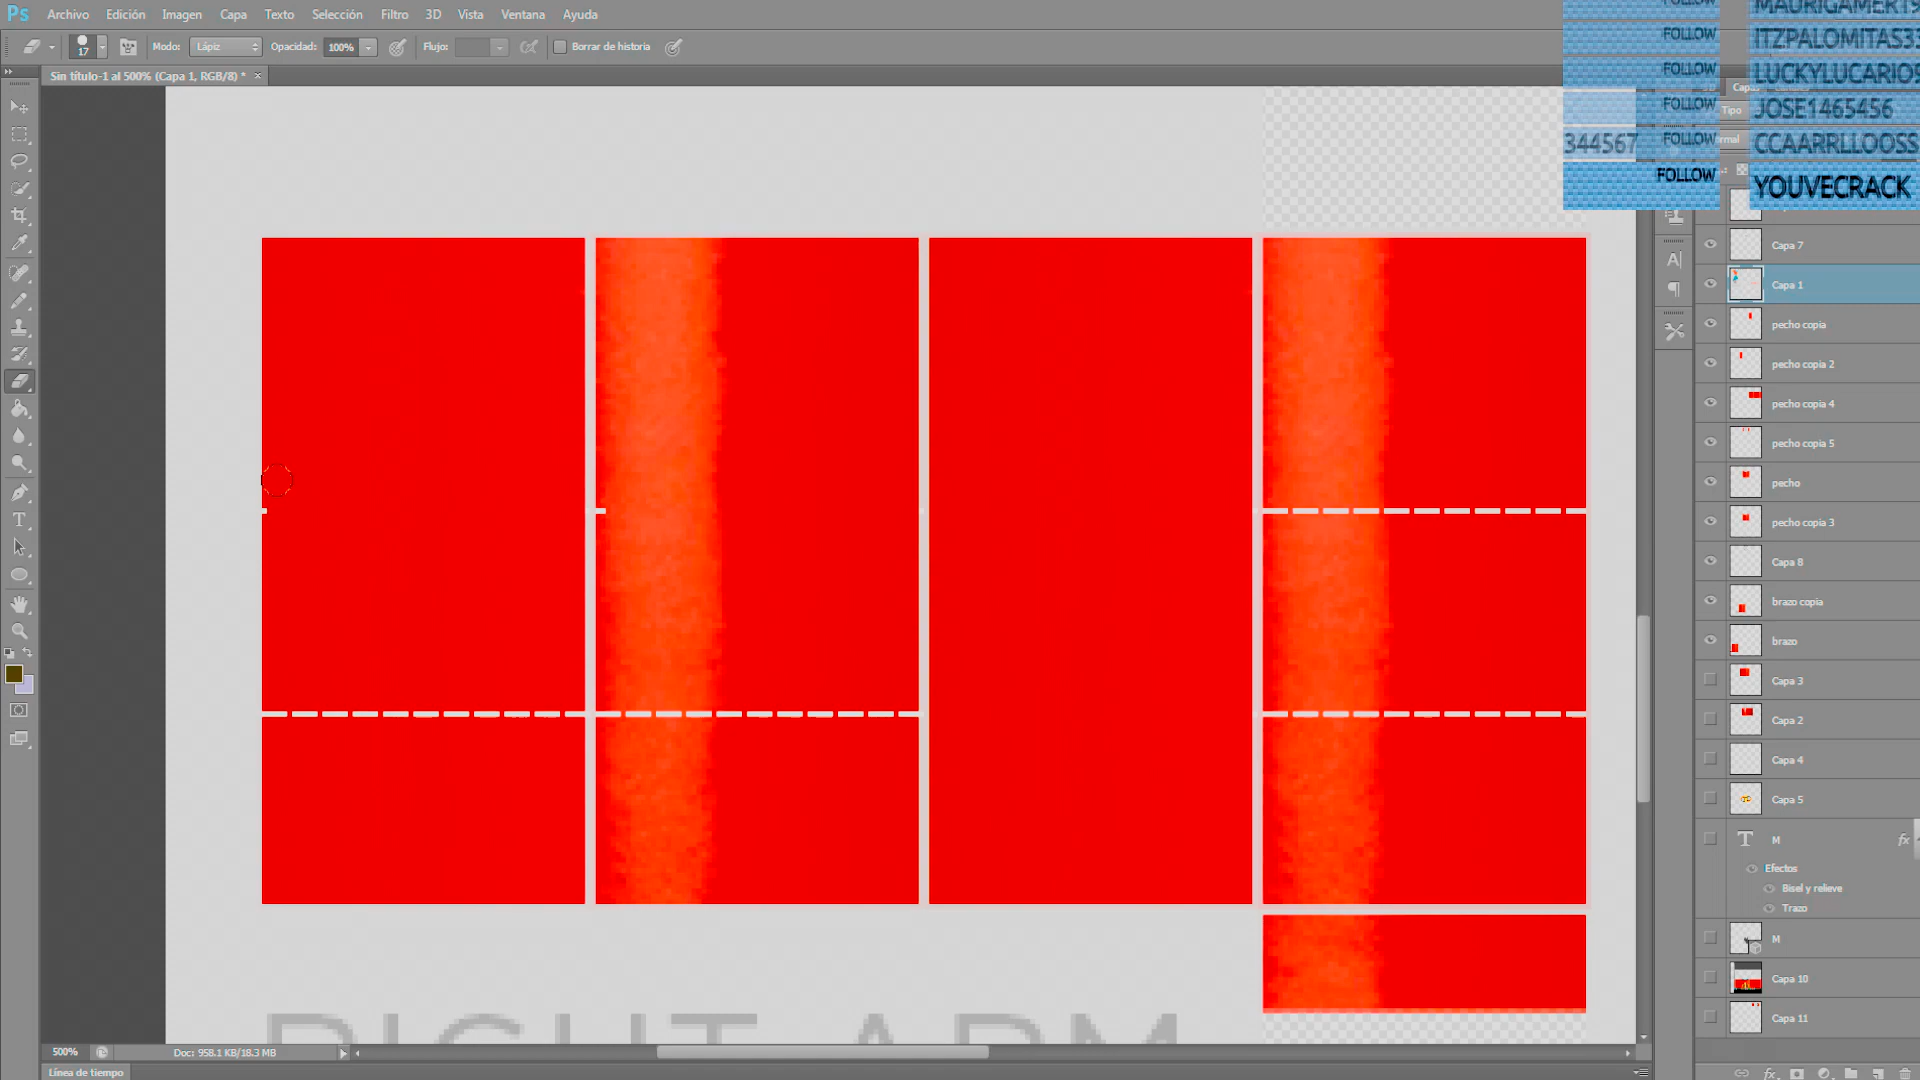 Ps Archivo Edición Imagen Capa Texto Selección Filtro 3D Vista Ventana Ayuda
17 Modo: Lápiz Opacidad: 100% Flujo: Borrar de historia
Sin título-1 al 500% (Capa 1, RGB/8) * ×
FOLLOW
FOLLOW ITZPALOMITAS33
FOLLOW LUCKYLUCARIO
FOLLOW JOSE1465456
344567 FOLLOW CCAARRLLOOSS
FOLLOW YOUVECRACK
Tipo
Capa 7
Capa 1
pecho copia
pecho copia 2
pecho copia 4
pecho copia 5
pecho
pecho copia 3
Capa 8
brazo copia
brazo
Capa 3
Capa 2
Capa 4
Capa 5
T M fx
Efectos
Bisel y relieve
Trazo
M
Capa 10
Capa 11
RIGHT ARM
500% Doc: 958.1 KB/18.3 MB
Línea de tiempo